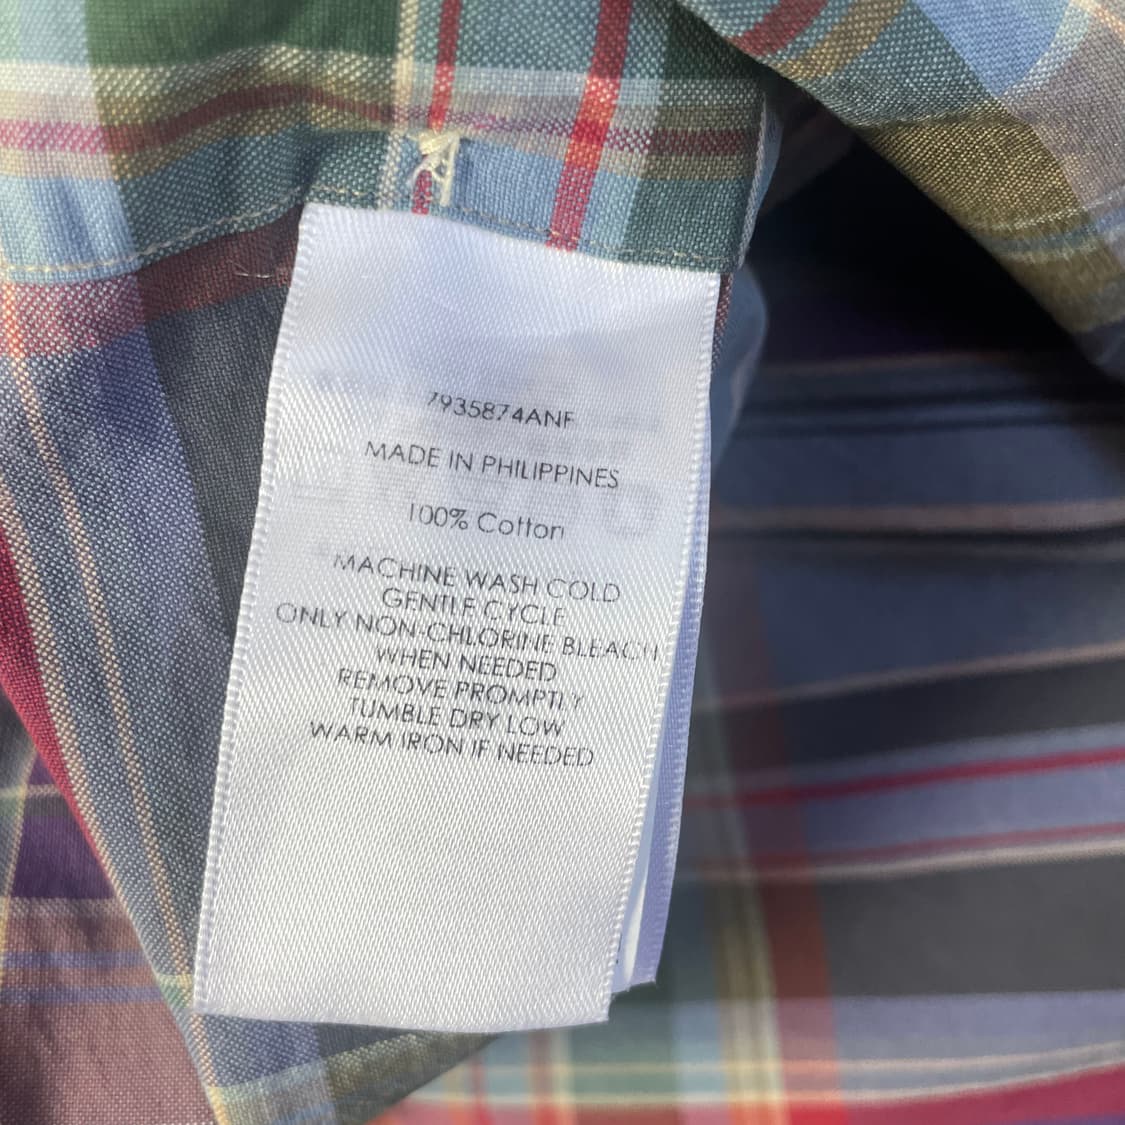 7935874ANF
MADE IN PHILIPPINES
100% Cotton
MACHINE WASH COLD
GENTLE CYCLE
ONLY NON-CHLORINE BLEACH
WHEN NEEDED
REMOVE PROMPTLY
TUMBLE DRY LOW
WARM IRON IF NEEDED